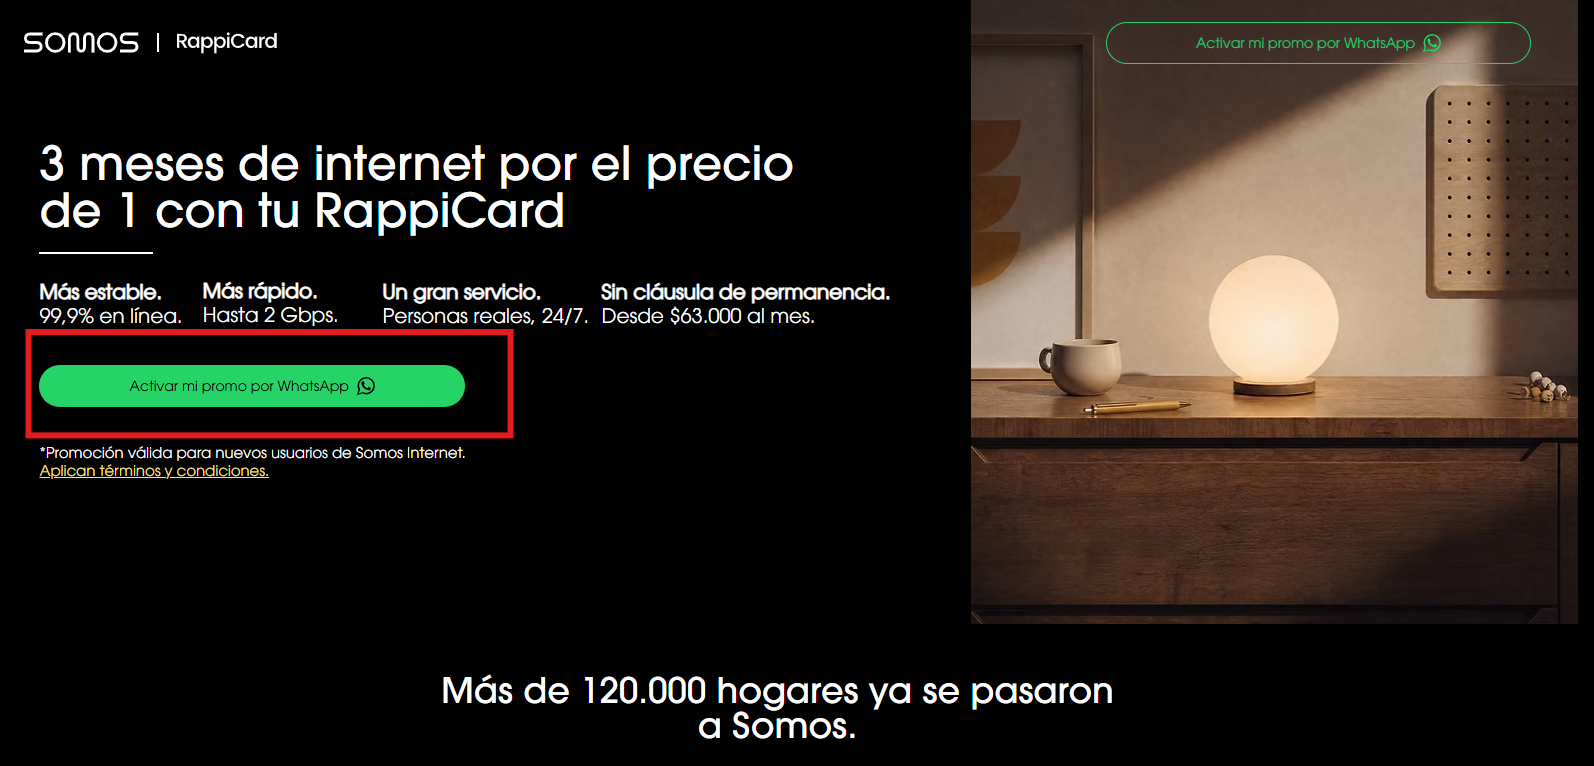 SOMOS | RappiCard
Activar mi promo por WhatsApp
3 meses de internet por el precio
de 1 con tu RappiCard
Más estable.
99,9% en línea.
Más rápido.
Hasta 2 Gbps.
Un gran servicio.
Personas reales, 24/7.
Sin cláusula de permanencia.
Desde $63.000 al mes.
Activar mi promo por WhatsApp
*Promoción válida para nuevos usuarios de Somos Internet.
Aplican términos y condiciones.
Más de 120.000 hogares ya se pasaron
a Somos.